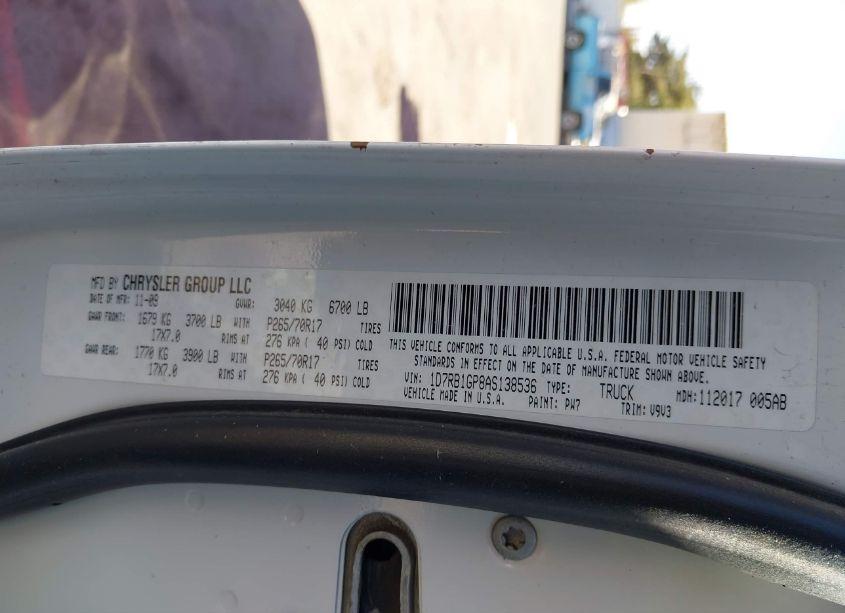 MFD BY CHRYSLER GROUP LLC
DATE OF MFR: 11-09 GVWR: 3040 KG 6700 LB
GAWR FRONT: 1679 KG 3700 LB WITH P265/70R17 TIRES
17X7.0 RIMS AT 276 KPA ( 40 PSI) COLD
GAWR REAR: 1770 KG 3900 LB WITH P265/70R17 TIRES
17X7.0 RIMS AT 276 KPA ( 40 PSI) COLD
THIS VEHICLE CONFORMS TO ALL APPLICABLE U.S.A. FEDERAL MOTOR VEHICLE SAFETY
STANDARDS IN EFFECT ON THE DATE OF MANUFACTURE SHOWN ABOVE.
VIN: 1D7RB1GP8AS138536 TYPE: TRUCK MDH:112017 005AB
VEHICLE MADE IN U.S.A. PAINT: PW7 TRIM: V9V3